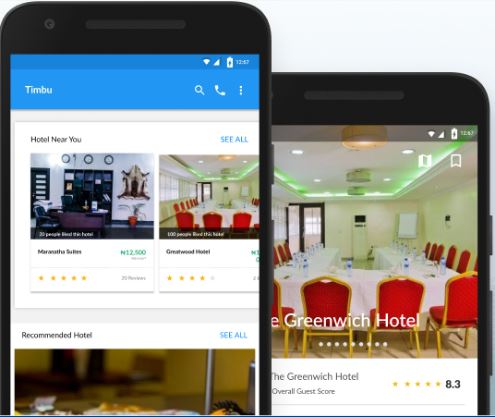 12:67
Timbu
Hotel Near You
SEE ALL
20 people liked this hotel
100 people liked this hotel
Maranatha Suites
₦12,500
Greatwood Hotel
20 Reviews
Recommended Hotel
SEE ALL
12:67
e Greenwich Hotel
The Greenwich Hotel
Overall Guest Score
8.3